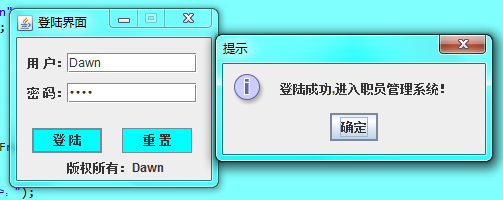 登陆界面
用 户：Dawn
密 码：••••
登 陆
重 置
版权所有：Dawn
提示
登陆成功,进入职员管理系统!
确定
");